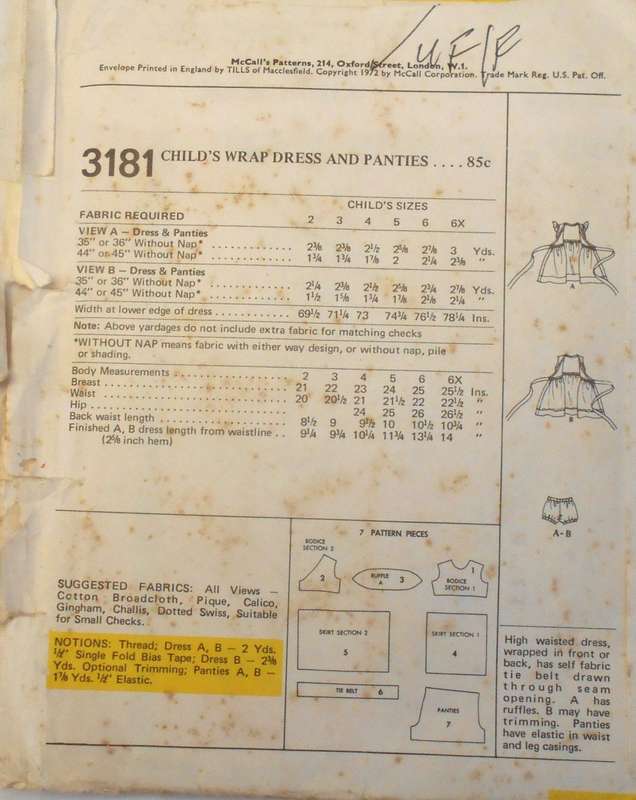 McCall's Patterns, 214, Oxford Street, London, W.1.
Envelope Printed in England by TILLS of Macclesfield. Copyright 1972 by McCall Corporation. Trade Mark Reg. U.S. Pat. Off.
3181 CHILD'S WRAP DRESS AND PANTIES .... 85c
CHILD'S SIZES
FABRIC REQUIRED 2 3 4 5 6 6X
VIEW A — Dress & Panties
35" or 36" Without Nap* ............ 2⅜ 2⅜ 2½ 2⅝ 2⅞ 3 Yds.
44" or 45" Without Nap* ............ 1¾ 1¾ 1⅞ 2 2¼ 2⅜ "
VIEW B — Dress & Panties
35" or 36" Without Nap* ............ 2¼ 2⅜ 2½ 2⅝ 2¾ 2⅞ Yds.
44" or 45" Without Nap* ............ 1½ 1⅝ 1¾ 1⅞ 2⅛ 2¼ "
Width at lower edge of dress ............ 69½ 71¼ 73 74¾ 76½ 78¼ Ins.
Note: Above yardages do not include extra fabric for matching checks
*WITHOUT NAP means fabric with either way design, or without nap, pile
or shading.
Body Measurements .................. 2 3 4 5 6 6X
Breast .................. 21 22 23 24 25 25½ Ins.
Waist .................. 20 20½ 21 21½ 22 22½ "
Hip .................. 24 25 26 26½ "
Back waist length .................. 8½ 9 9½ 10 10½ 10¾ "
Finished A, B dress length from waistline .. 9¼ 9¾ 10¼ 11¾ 13¼ 14 "
(2⅝ inch hem)
A
B
A-B
SUGGESTED FABRICS: All Views —
Cotton Broadcloth, Pique, Calico,
Gingham, Challis, Dotted Swiss, Suitable
for Small Checks.
NOTIONS: Thread; Dress A, B — 2 Yds.
½" Single Fold Bias Tape; Dress B — 2⅜
Yds. Optional Trimming; Panties A, B —
1⅞ Yds. ½" Elastic.
7 PATTERN PIECES
BODICE
SECTION 2
2
RUFFLE
A 3
1
BODICE
SECTION 1
SKIRT SECTION 2
5
SKIRT SECTION 1
4
TIE BELT 6
PANTIES
7
High waisted dress,
wrapped in front or
back, has self fabric
tie belt drawn
through seam
opening. A has
ruffles. B may have
trimming. Panties
have elastic in waist
and leg casings.